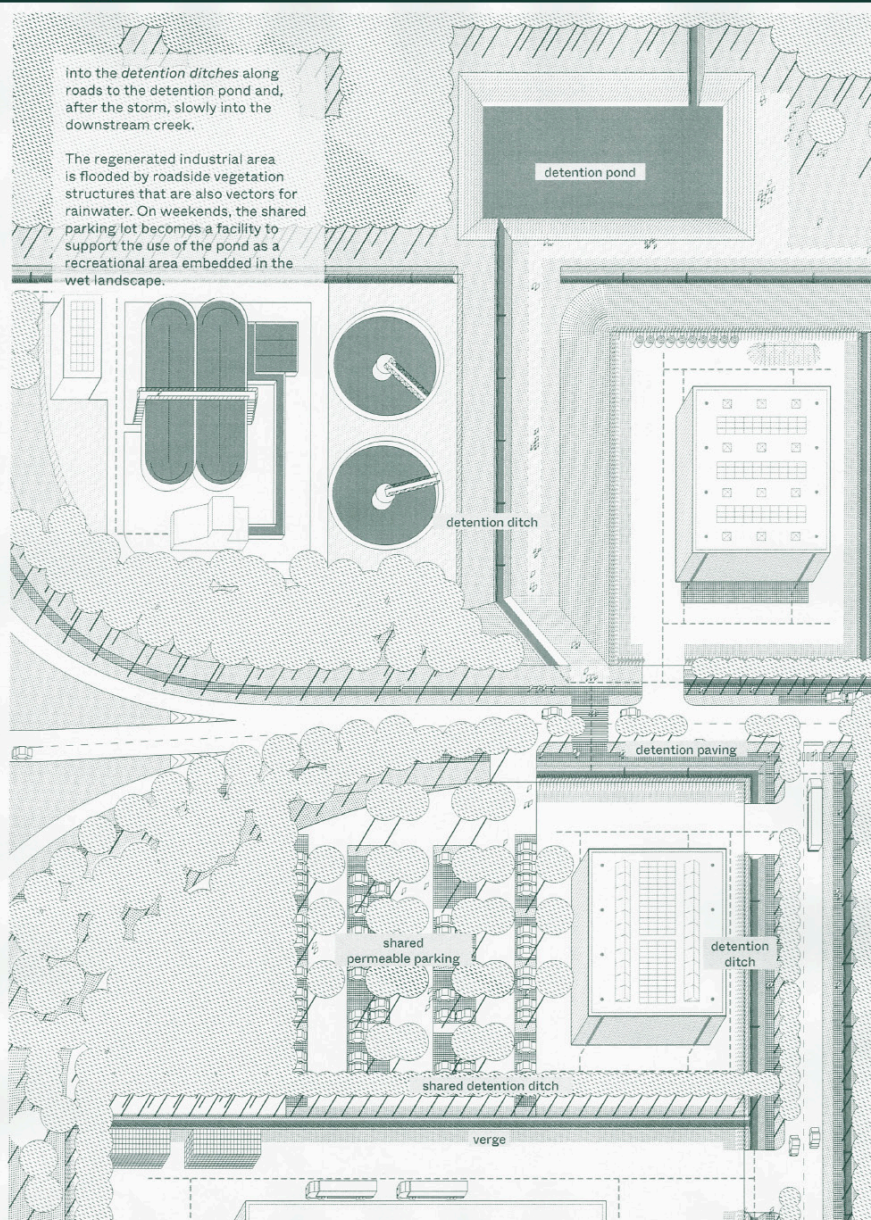 into the detention ditches along
roads to the detention pond and,
after the storm, slowly into the
downstream creek.
The regenerated industrial area
is flooded by roadside vegetation
structures that are also vectors for
rainwater. On weekends, the shared
parking lot becomes a facility to
support the use of the pond as a
recreational area embedded in the
wet landscape.
detention pond
detention ditch
detention paving
shared
permeable parking
detention
ditch
shared detention ditch
verge